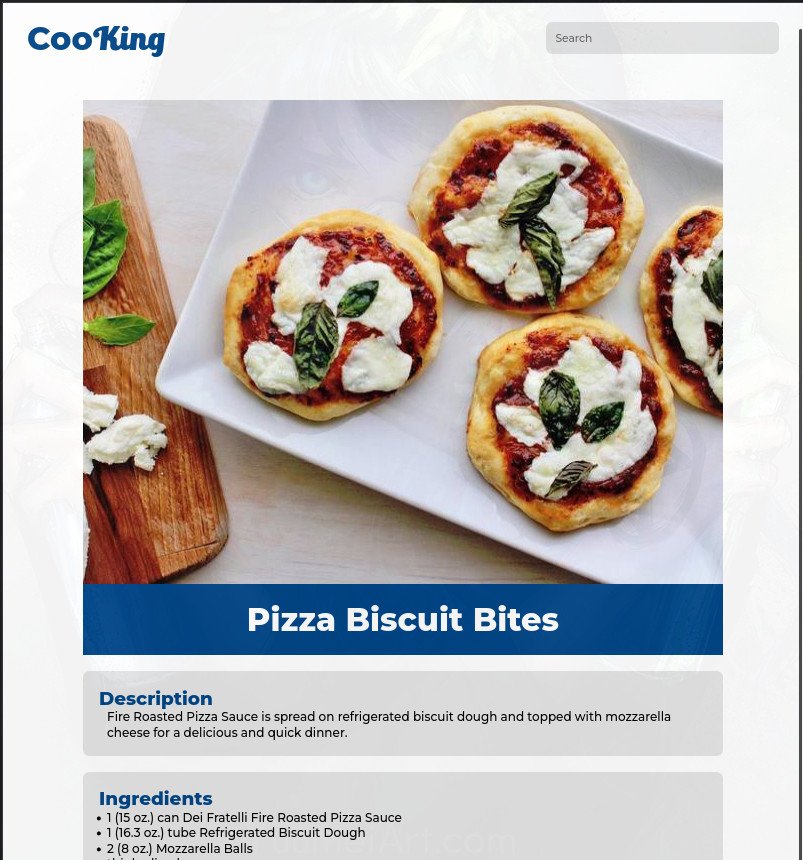 CooKing
Search
Pizza Biscuit Bites
Description
Fire Roasted Pizza Sauce is spread on refrigerated biscuit dough and topped with mozzarella
cheese for a delicious and quick dinner.
Ingredients
• 1 (15 oz.) can Dei Fratelli Fire Roasted Pizza Sauce
• 1 (16.3 oz.) tube Refrigerated Biscuit Dough
• 2 (8 oz.) Mozzarella Balls